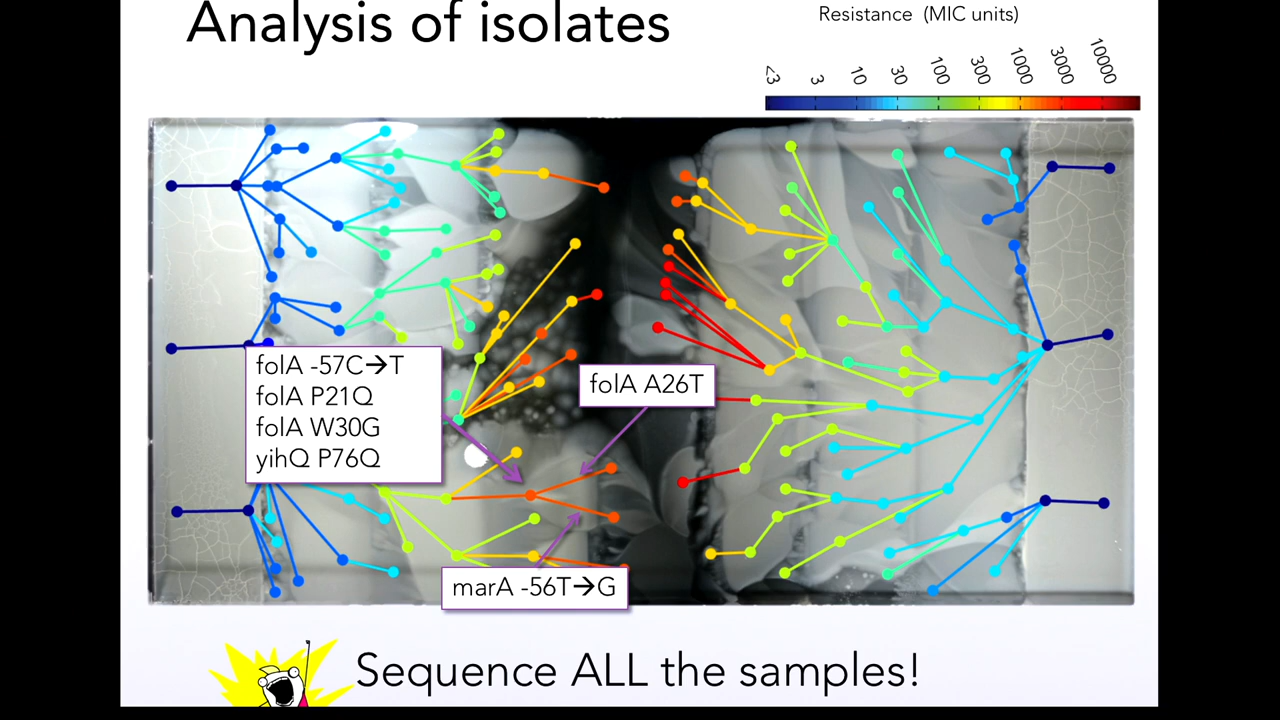 Analysis of isolates
Resistance (MIC units)
<3 3 10 30 100 300 1000 3000 10000
folA -57C→T
folA P21Q
folA W30G
yihQ P76Q
folA A26T
marA -56T→G
Sequence ALL the samples!